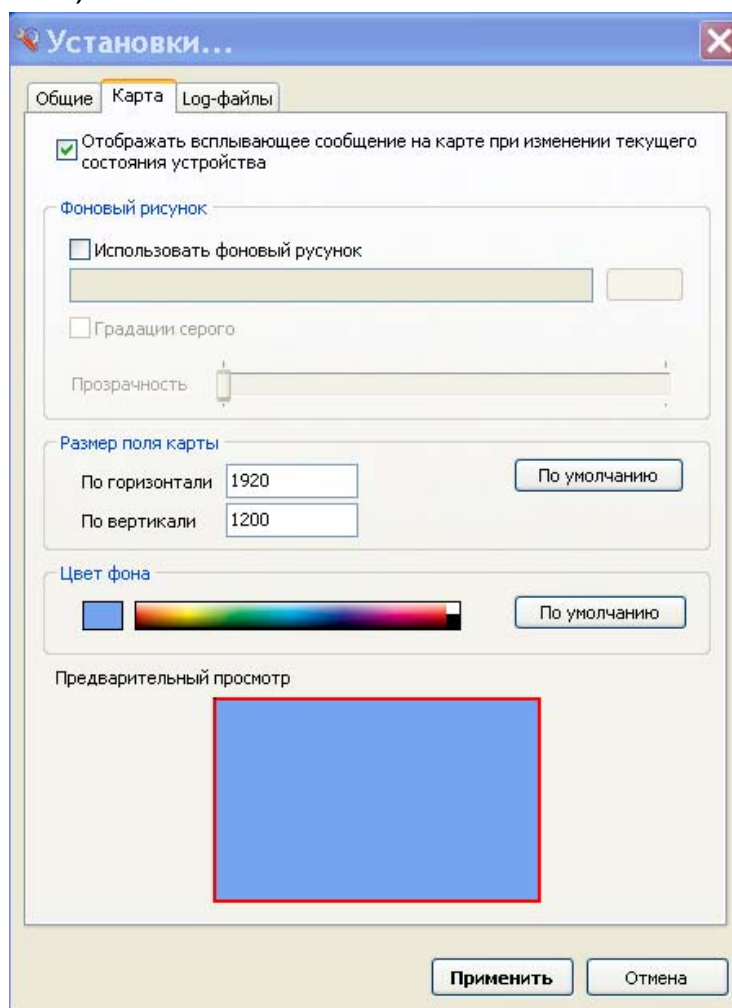 Установки...
Общие Карта Log-файлы
Отображать всплывающее сообщение на карте при изменении текущего
состояния устройства
Фоновый рисунок
Использовать фоновый русунок
Градации серого
Прозрачность
Размер поля карты
По горизонтали 1920 По умолчанию
По вертикали 1200
Цвет фона
По умолчанию
Предварительный просмотр
Применить Отмена